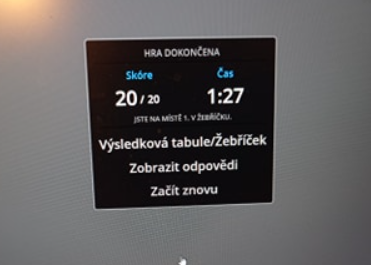 HRA DOKONČENA
Skóre Čas
20 / 20 1:27
JSTE NA MÍSTĚ 1. V ŽEBŘÍČKU.
Výsledková tabule/Žebříček
Zobrazit odpovědi
Začít znovu